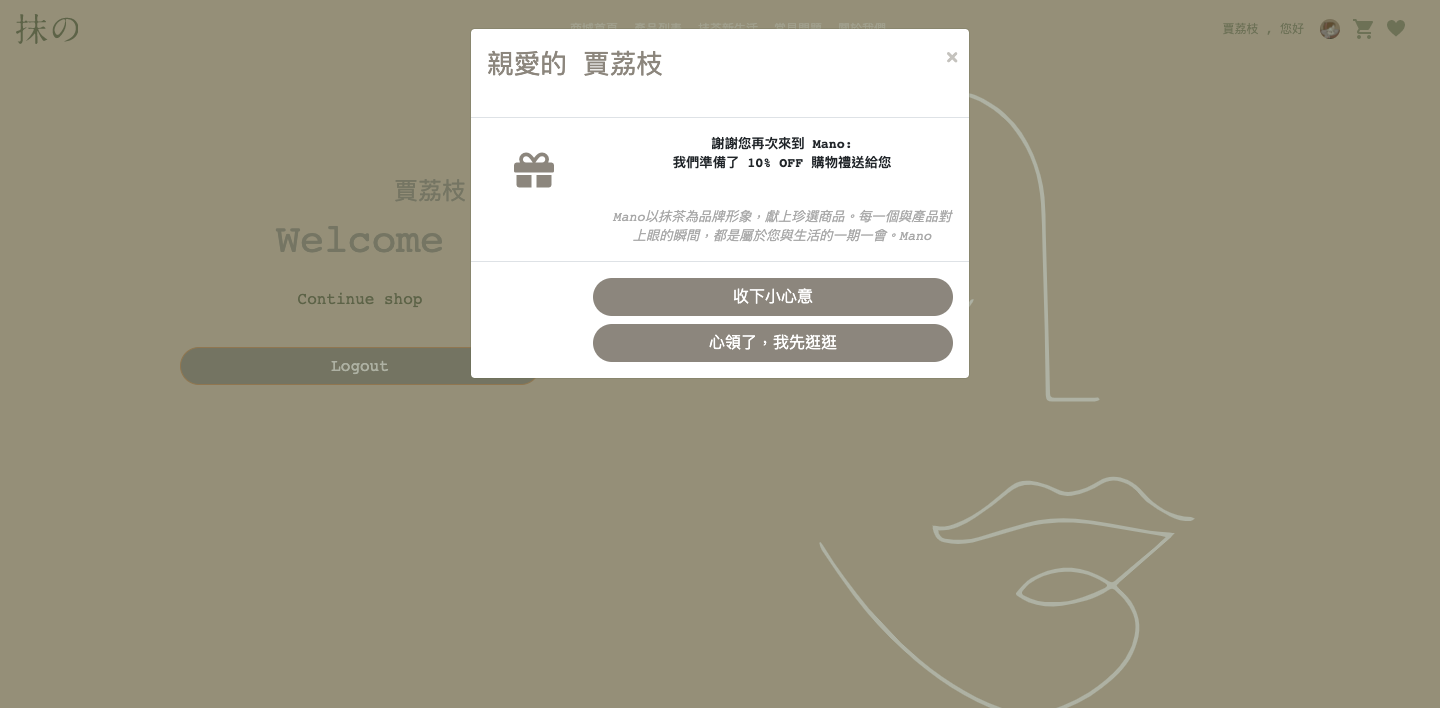 抹の
賈荔枝 , 您好
親愛的 賈荔枝
×
謝謝您再次來到 Mano:
我們準備了 10% OFF 購物禮送給您
Mano以抹茶為品牌形象，獻上珍選商品。每一個與產品對
上眼的瞬間，都是屬於您與生活的一期一會。Mano
收下小心意
心領了，我先逛逛
賈荔枝
Welcome
Continue shop
Logout